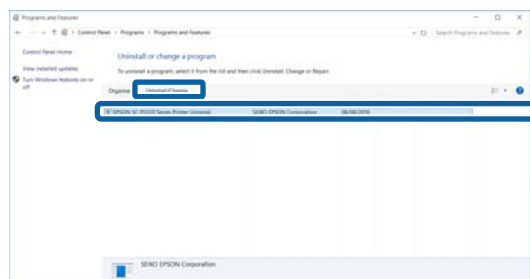 Programs and Features
Control Panel > Programs > Programs and Features
Search Programs and Features
Control Panel Home
View installed updates
Turn Windows features on or off
Uninstall or change a program
To uninstall a program, select it from the list and then click Uninstall, Change or Repair.
Organise
Uninstall/Change
EPSON SC- Series Printer Uninstall SEIKO EPSON Corporation 08/08/2016
SEIKO EPSON Corporation